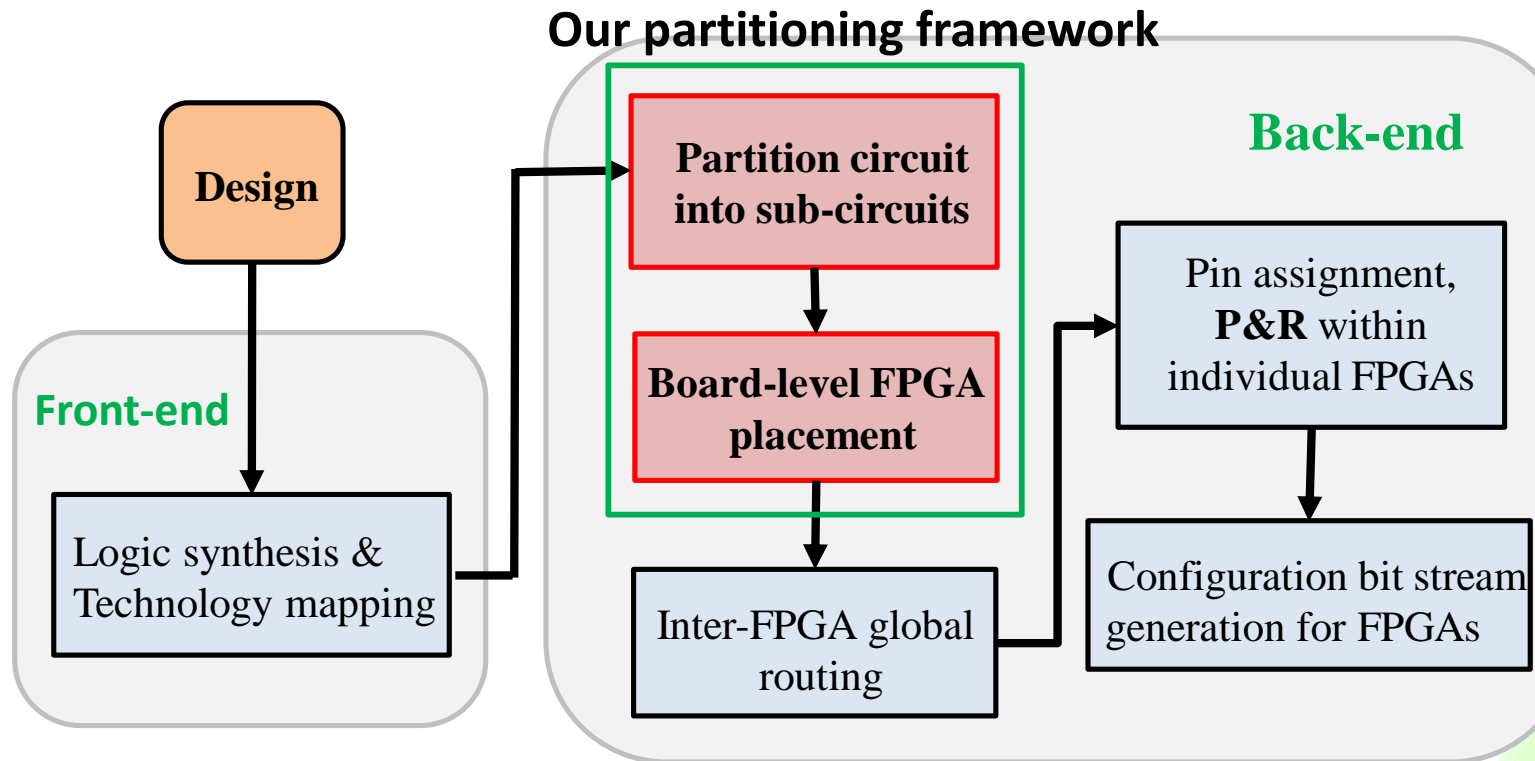 Our partitioning framework
Design
Front-end
Logic synthesis &
Technology mapping
Back-end
Partition circuit
into sub-circuits
Board-level FPGA
placement
Inter-FPGA global
routing
Pin assignment,
P&R within
individual FPGAs
Configuration bit stream
generation for FPGAs